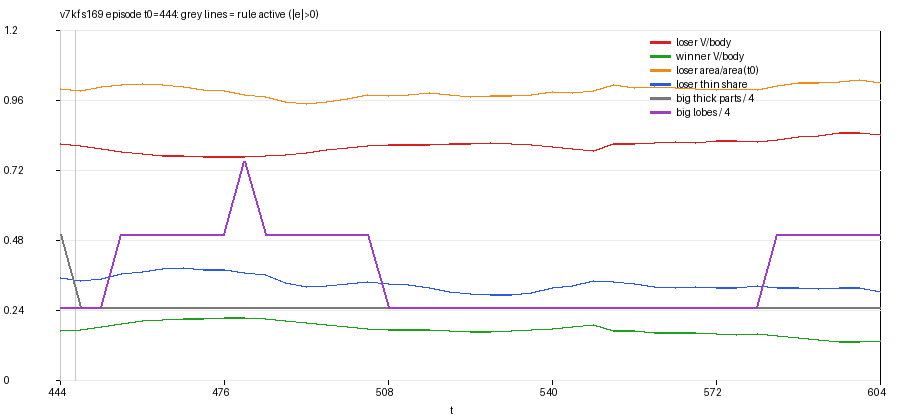 v7kf s169 episode t0=444: grey lines = rule active (|e|>0)
1.2
loser V/body
winner V/body
loser area/area(t0)
loser thin share
big thick parts / 4
big lobes / 4
0.96
0.72
0.48
0.24
0
444 476 508 540 572 604
t